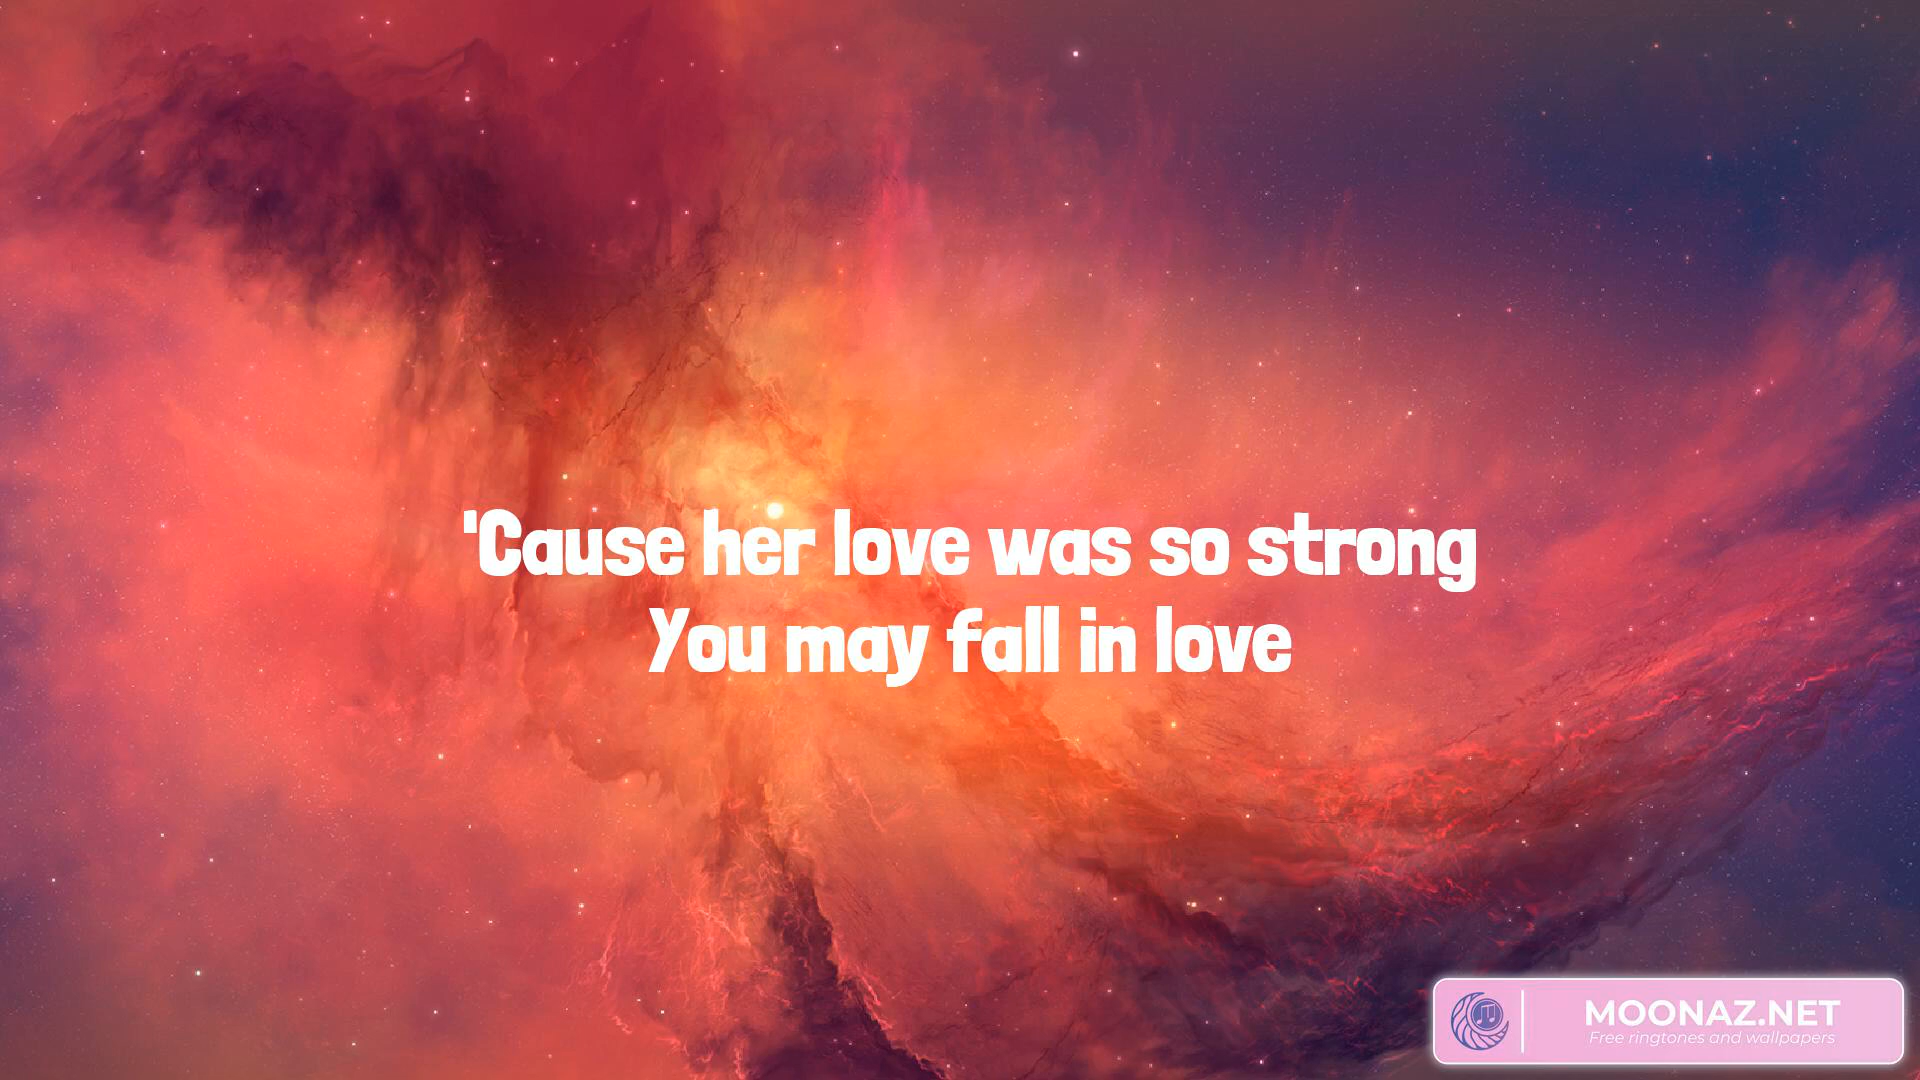 'Cause her love was so strong
You may fall in love
MOONAZ.NET
Free ringtones and wallpapers